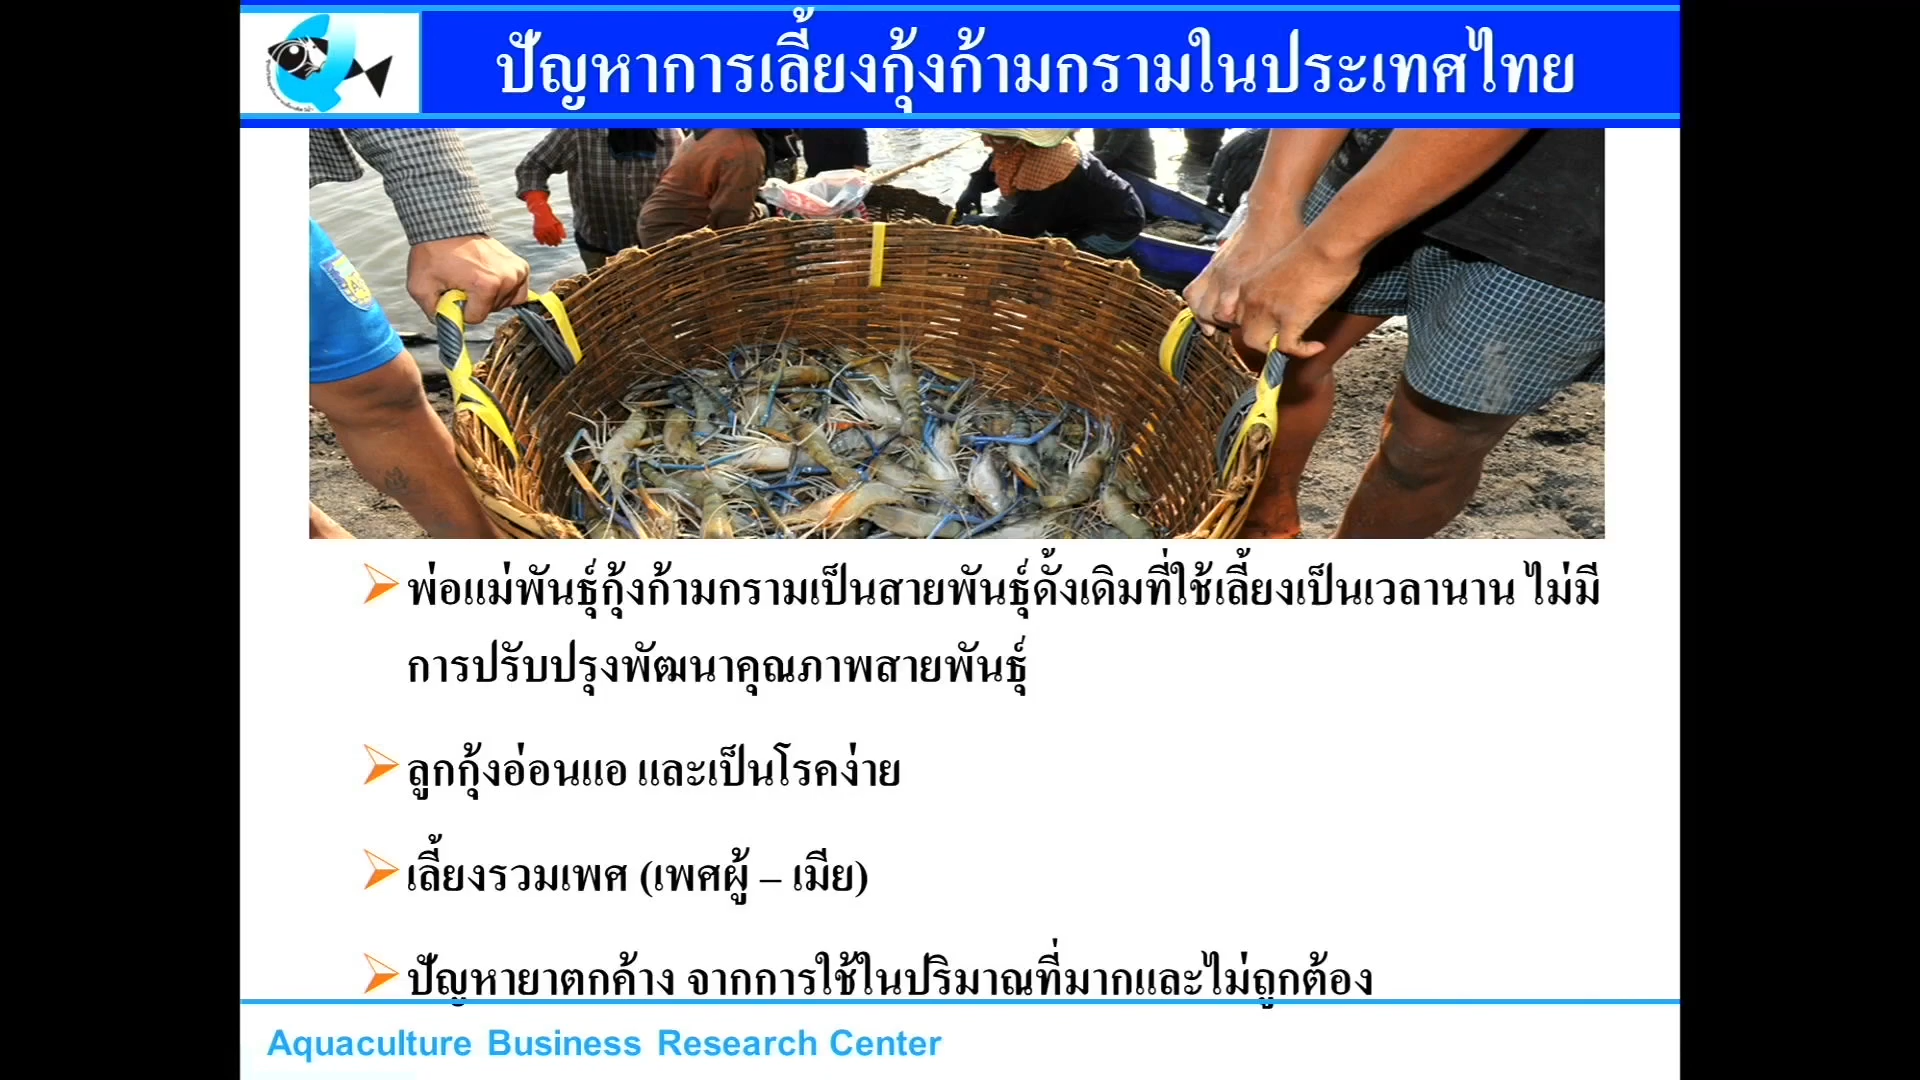 ปัญหาการเลี้ยงกุ้งก้ามกรามในประเทศไทย
พ่อแม่พันธุ์กุ้งก้ามกรามเป็นสายพันธุ์ดั้งเดิมที่ใช้เลี้ยงเป็นเวลานาน ไม่มี
การปรับปรุงพัฒนาคุณภาพสายพันธุ์
ลูกกุ้งอ่อนแอ และเป็นโรคง่าย
เลี้ยงรวมเพศ (เพศผู้ – เมีย)
ปัญหายาตกค้าง จากการใช้ในปริมาณที่มากและไม่ถูกต้อง
Aquaculture Business Research Center